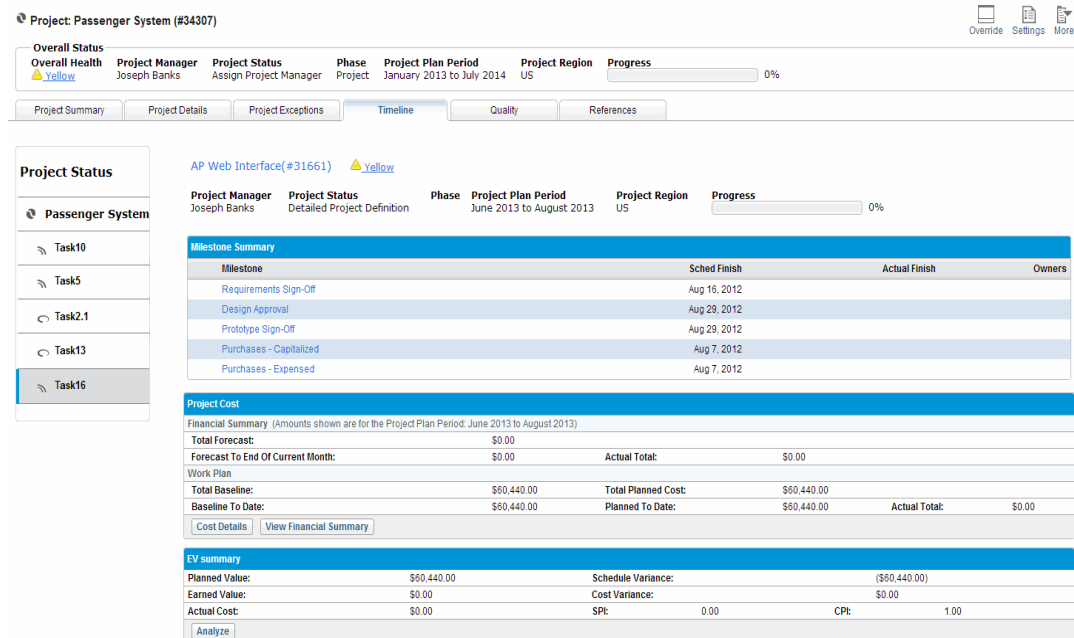 Project: Passenger System (#34307)
Override Settings More
Overall Status
Overall Health Project Manager Project Status Phase Project Plan Period Project Region Progress
Yellow Joseph Banks Assign Project Manager Project January 2013 to July 2014 US 0%
Project Summary Project Details Project Exceptions Timeline Quality References
Project Status
Passenger System
Task10
Task5
Task2.1
Task13
Task16
AP Web Interface(#31661) Yellow
Project Manager Project Status Phase Project Plan Period Project Region Progress
Joseph Banks Detailed Project Definition June 2013 to August 2013 US 0%
Milestone Summary
Milestone Sched Finish Actual Finish Owners
Requirements Sign-Off Aug 16, 2012
Design Approval Aug 29, 2012
Prototype Sign-Off Aug 29, 2012
Purchases - Capitalized Aug 7, 2012
Purchases - Expensed Aug 7, 2012
Project Cost
Financial Summary (Amounts shown are for the Project Plan Period: June 2013 to August 2013)
Total Forecast: $0.00
Forecast To End Of Current Month: $0.00 Actual Total: $0.00
Work Plan
Total Baseline: $60,440.00 Total Planned Cost: $60,440.00
Baseline To Date: $60,440.00 Planned To Date: $60,440.00 Actual Total: $0.00
Cost Details View Financial Summary
EV summary
Planned Value: $60,440.00 Schedule Variance: ($60,440.00)
Earned Value: $0.00 Cost Variance: $0.00
Actual Cost: $0.00 SPI: 0.00 CPI: 1.00
Analyze